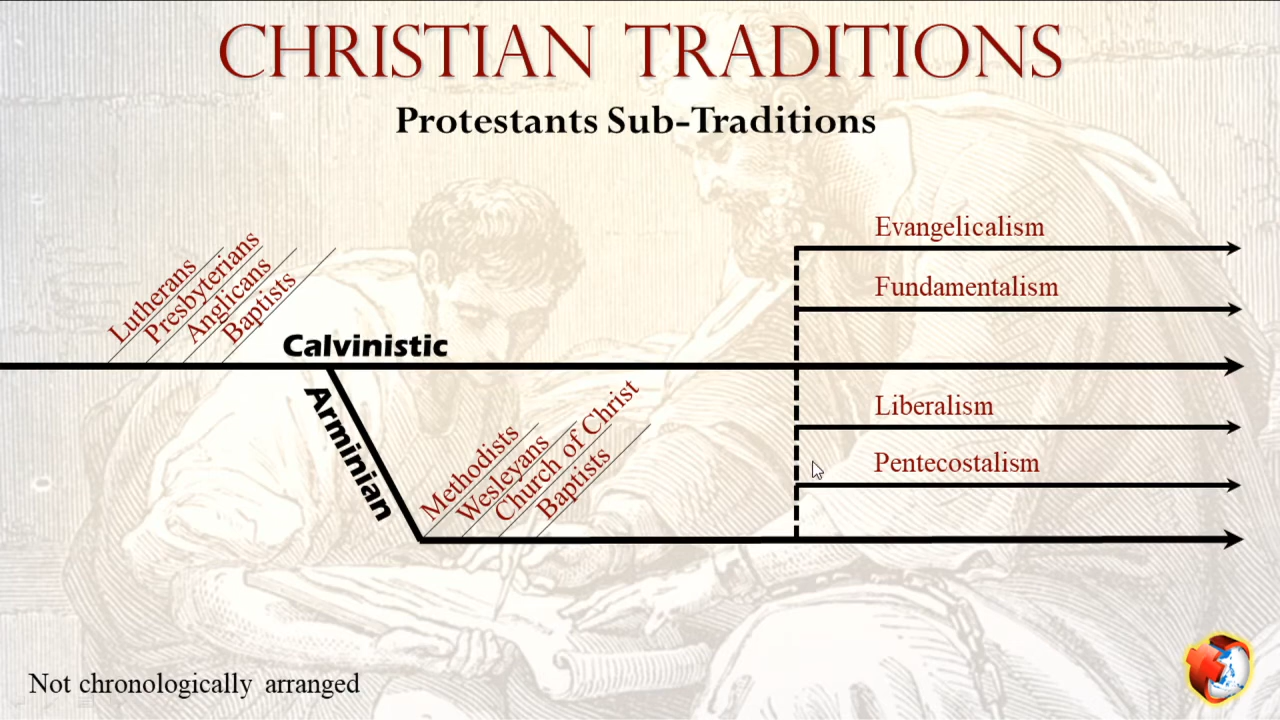 CHRISTIAN TRADITIONS
Protestants Sub-Traditions
Lutherans
Presbyterians
Anglicans
Baptists
Calvinistic
Arminian
Methodists
Wesleyans
Church of Christ
Baptists
Evangelicalism
Fundamentalism
Liberalism
Pentecostalism
Not chronologically arranged